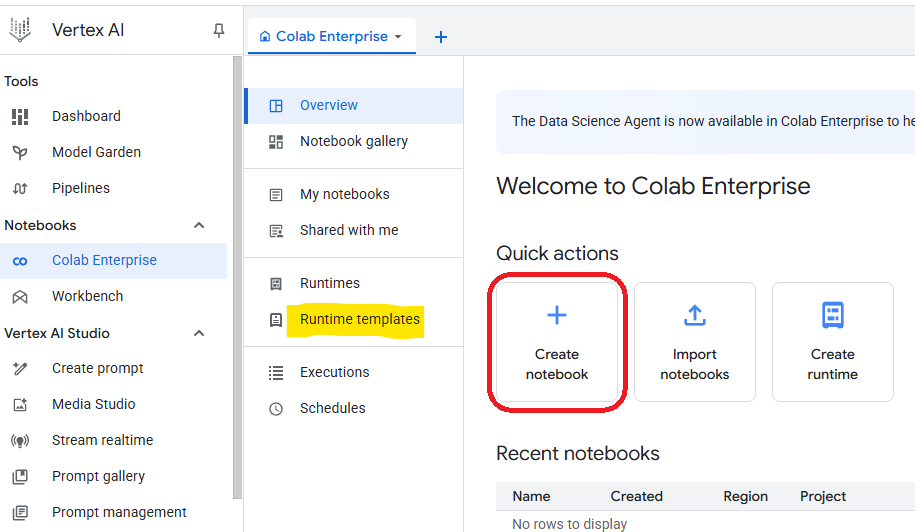 Vertex AI
Colab Enterprise
Tools
Dashboard
Model Garden
Pipelines
Notebooks
Colab Enterprise
Workbench
Vertex AI Studio
Create prompt
Media Studio
Stream realtime
Prompt gallery
Prompt management
Overview
Notebook gallery
My notebooks
Shared with me
Runtimes
Runtime templates
Executions
Schedules
The Data Science Agent is now available in Colab Enterprise to
Welcome to Colab Enterprise
Quick actions
Create
notebook
Import
notebooks
Create
runtime
Recent notebooks
Name Created Region Project
No rows to display